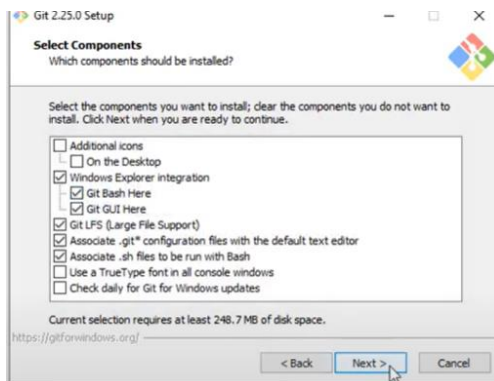 Git 2.25.0 Setup
Select Components
Which components should be installed?
Select the components you want to install; clear the components you do not want to
install. Click Next when you are ready to continue.
Additional icons
On the Desktop
Windows Explorer integration
Git Bash Here
Git GUI Here
Git LFS (Large File Support)
Associate .git* configuration files with the default text editor
Associate .sh files to be run with Bash
Use a TrueType font in all console windows
Check daily for Git for Windows updates
Current selection requires at least 248.7 MB of disk space.
https://gitforwindows.org/
< Back Next > Cancel